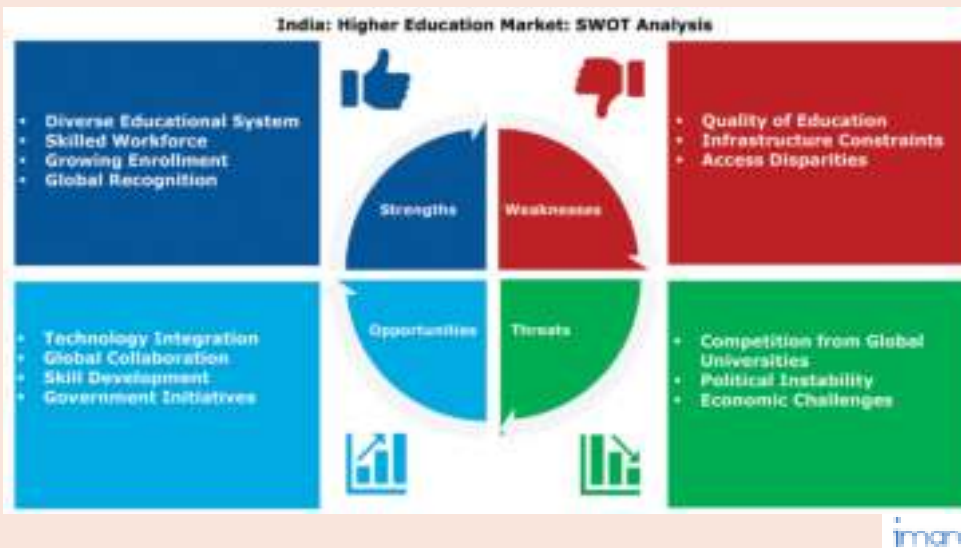 India: Higher Education Market: SWOT Analysis
• Diverse Educational System
• Skilled Workforce
• Growing Enrollment
• Global Recognition
Strengths
Weaknesses
• Quality of Education
• Infrastructure Constraints
• Access Disparities
• Technology Integration
• Global Collaboration
• Skill Development
• Government Initiatives
Opportunities
Threats
• Competition from Global
Universities
• Political Instability
• Economic Challenges